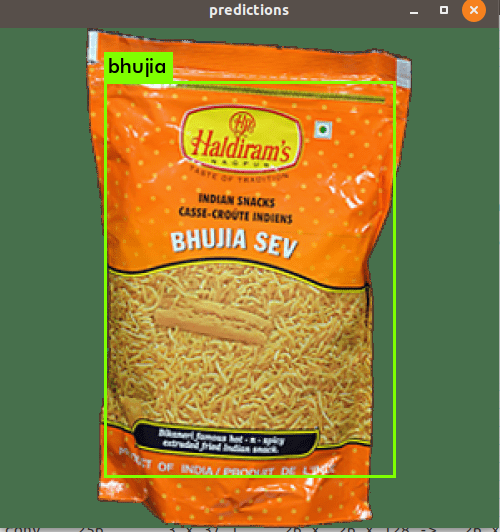 predictions
bhujia
Haldiram's
NAGPUR
TASTE OF TRADITION
INDIAN SNACKS
CASSE-CROÛTE INDIENS
BHUJIA SEV
Bikaneri famous hot - n - spicy
extruded fried Indian snack.
OF INDIA / PRODUIT DE L'INDE